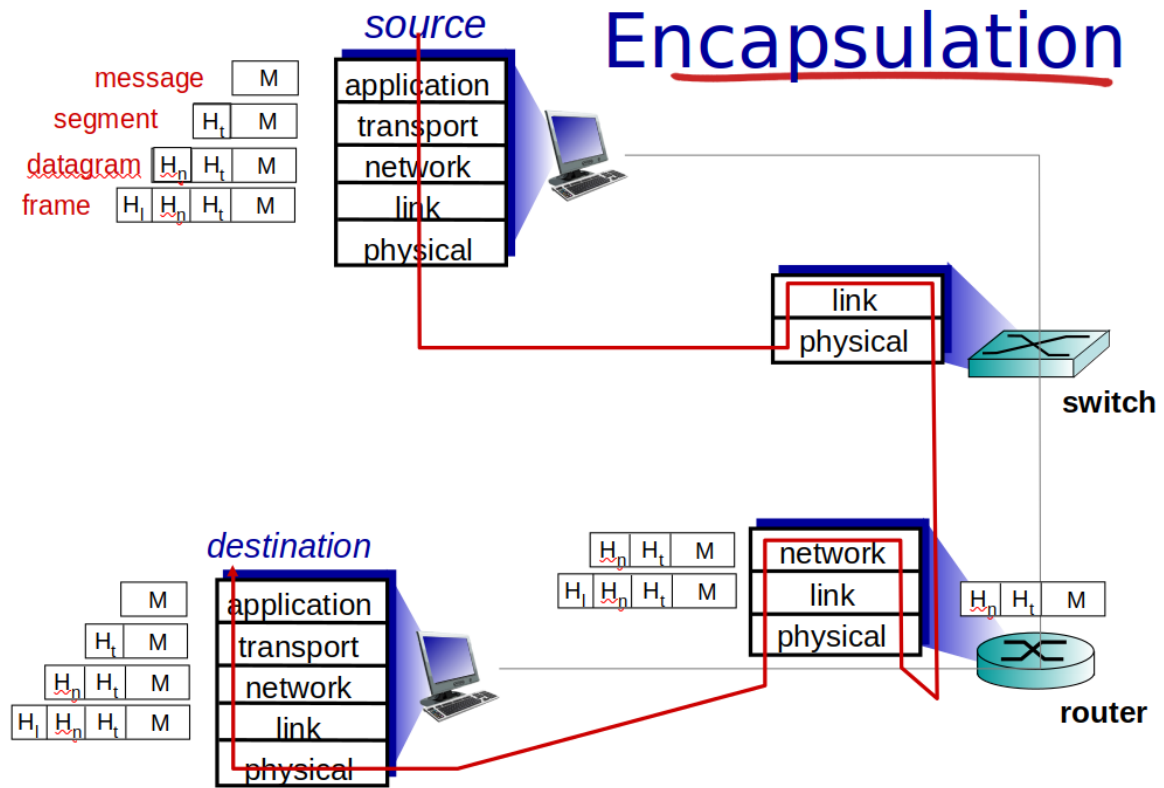 Encapsulation
source
message M
segment Ht M
datagram Hn Ht M
frame Hl Hn Ht M
application
transport
network
link
physical
link
physical
switch
Hn Ht M
Hl Hn Ht M
network
link
physical
Hn Ht M
router
destination
M
Ht M
Hn Ht M
Hl Hn Ht M
application
transport
network
link
physical